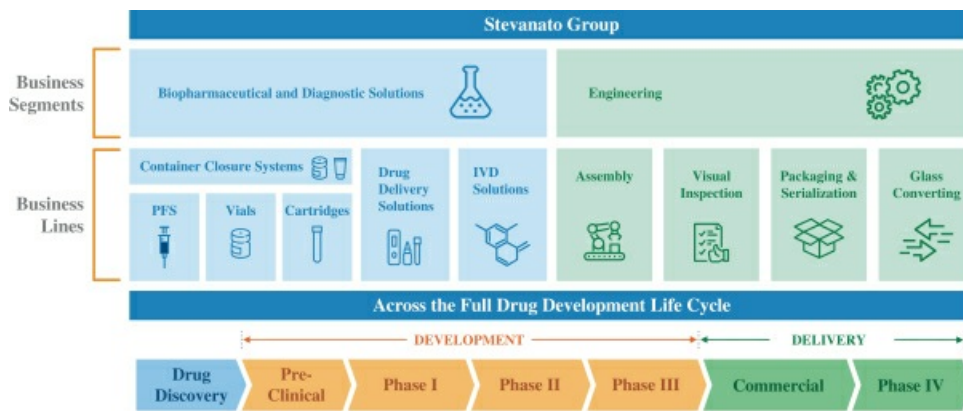 Stevanato Group
Business
Segments
Biopharmaceutical and Diagnostic Solutions
Engineering
Business
Lines
Container Closure Systems
PFS
Vials
Cartridges
Drug
Delivery
Solutions
IVD
Solutions
Assembly
Visual
Inspection
Packaging &
Serialization
Glass
Converting
Across the Full Drug Development Life Cycle
DEVELOPMENT
DELIVERY
Drug
Discovery
Pre-
Clinical
Phase I
Phase II
Phase III
Commercial
Phase IV